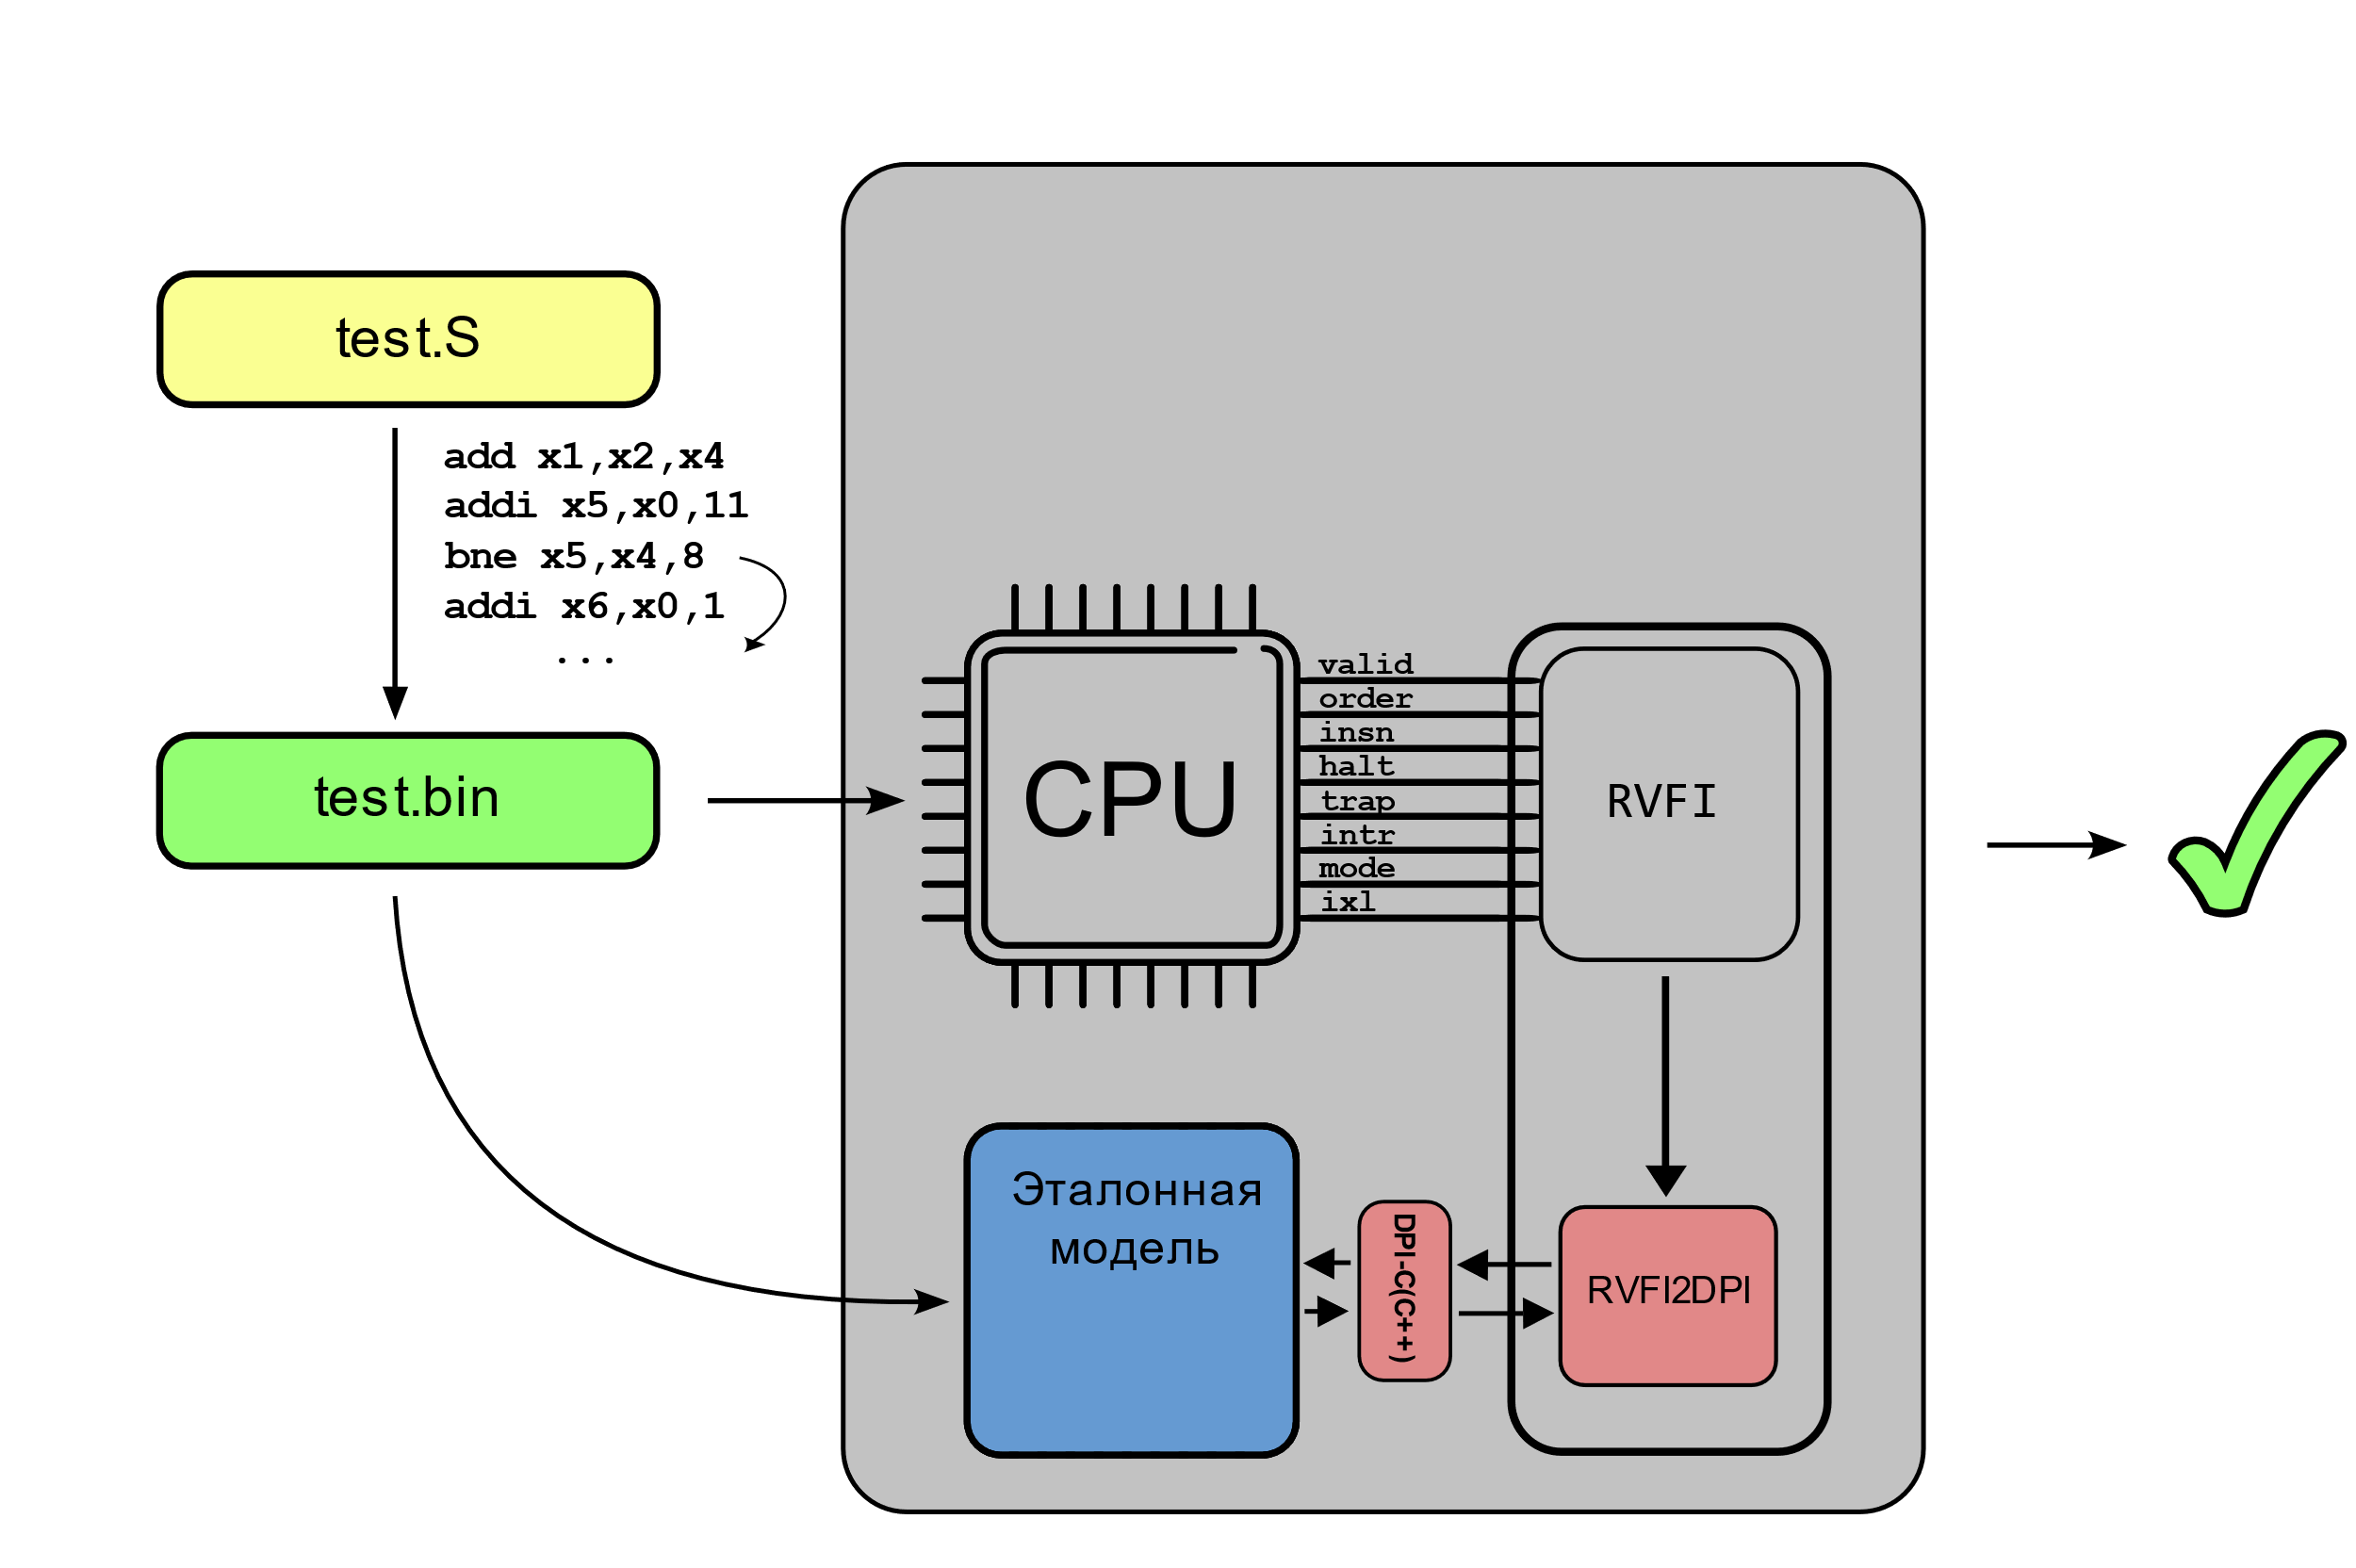 test.S
add x1,x2,x4
addi x5,x0,11
bne x5,x4,8
addi x6,x0,1
...
test.bin
CPU
valid
order
insn
halt
trap
intr
mode
ixl
RVFI
Эталонная
модель
DPI-C(C++)
RVFI2DPI